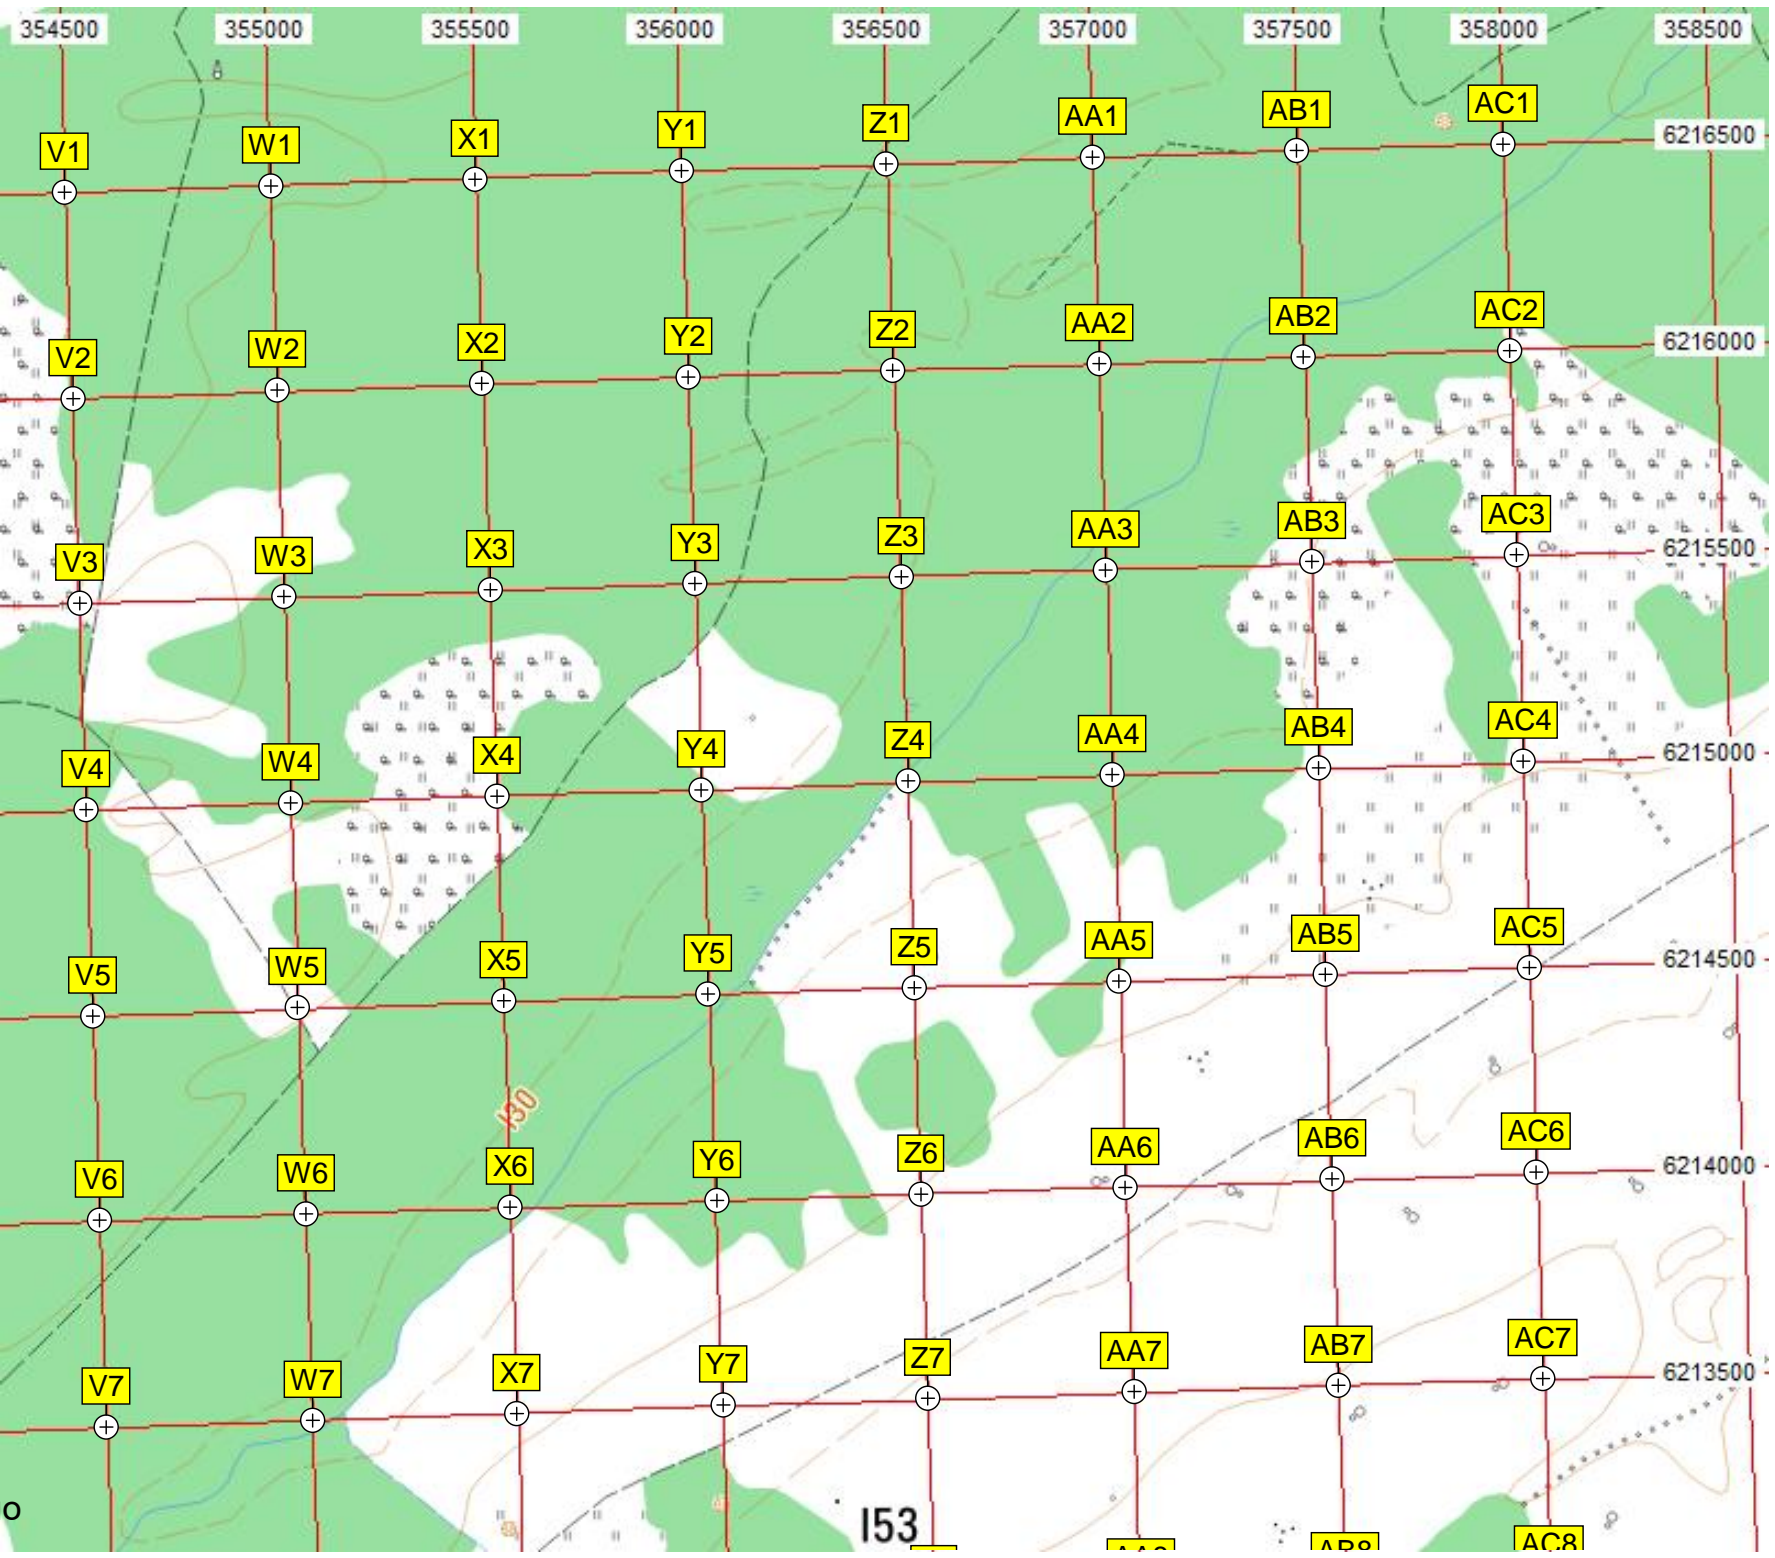 354500 355000 355500 356000 356500 357000 357500 358000 358500
V1 W1 X1 Y1 Z1 AA1 AB1 AC1 6216500
V2 W2 X2 Y2 Z2 AA2 AB2 AC2 6216000
V3 W3 X3 Y3 Z3 AA3 AB3 AC3 6215500
V4 W4 X4 Y4 Z4 AA4 AB4 AC4 6215000
V5 W5 X5 Y5 Z5 AA5 AB5 AC5 6214500
130
V6 W6 X6 Y6 Z6 AA6 AB6 AC6 6214000
V7 W7 X7 Y7 Z7 AA7 AB7 AC7 6213500
153
AB8 AC8